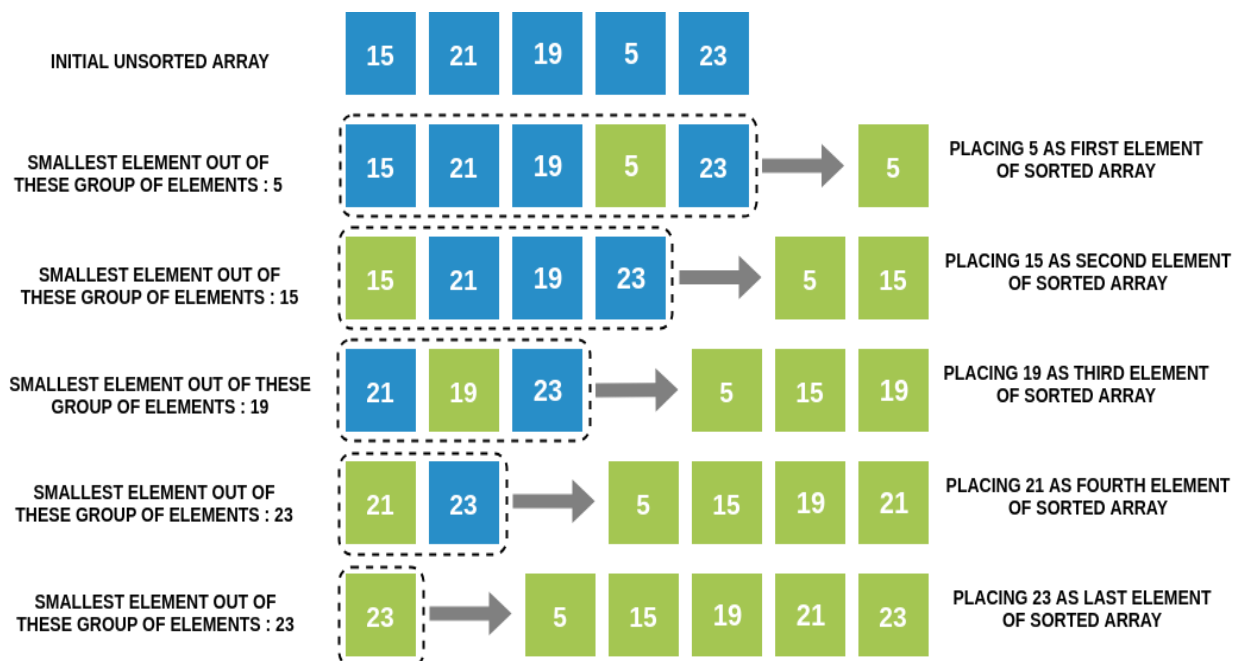 INITIAL UNSORTED ARRAY
15 21 19 5 23
SMALLEST ELEMENT OUT OF
THESE GROUP OF ELEMENTS : 5
15 21 19 5 23
5
PLACING 5 AS FIRST ELEMENT
OF SORTED ARRAY
SMALLEST ELEMENT OUT OF
THESE GROUP OF ELEMENTS : 15
15 21 19 23
5 15
PLACING 15 AS SECOND ELEMENT
OF SORTED ARRAY
SMALLEST ELEMENT OUT OF THESE
GROUP OF ELEMENTS : 19
21 19 23
5 15 19
PLACING 19 AS THIRD ELEMENT
OF SORTED ARRAY
SMALLEST ELEMENT OUT OF
THESE GROUP OF ELEMENTS : 23
21 23
5 15 19 21
PLACING 21 AS FOURTH ELEMENT
OF SORTED ARRAY
SMALLEST ELEMENT OUT OF
THESE GROUP OF ELEMENTS : 23
23
5 15 19 21 23
PLACING 23 AS LAST ELEMENT
OF SORTED ARRAY